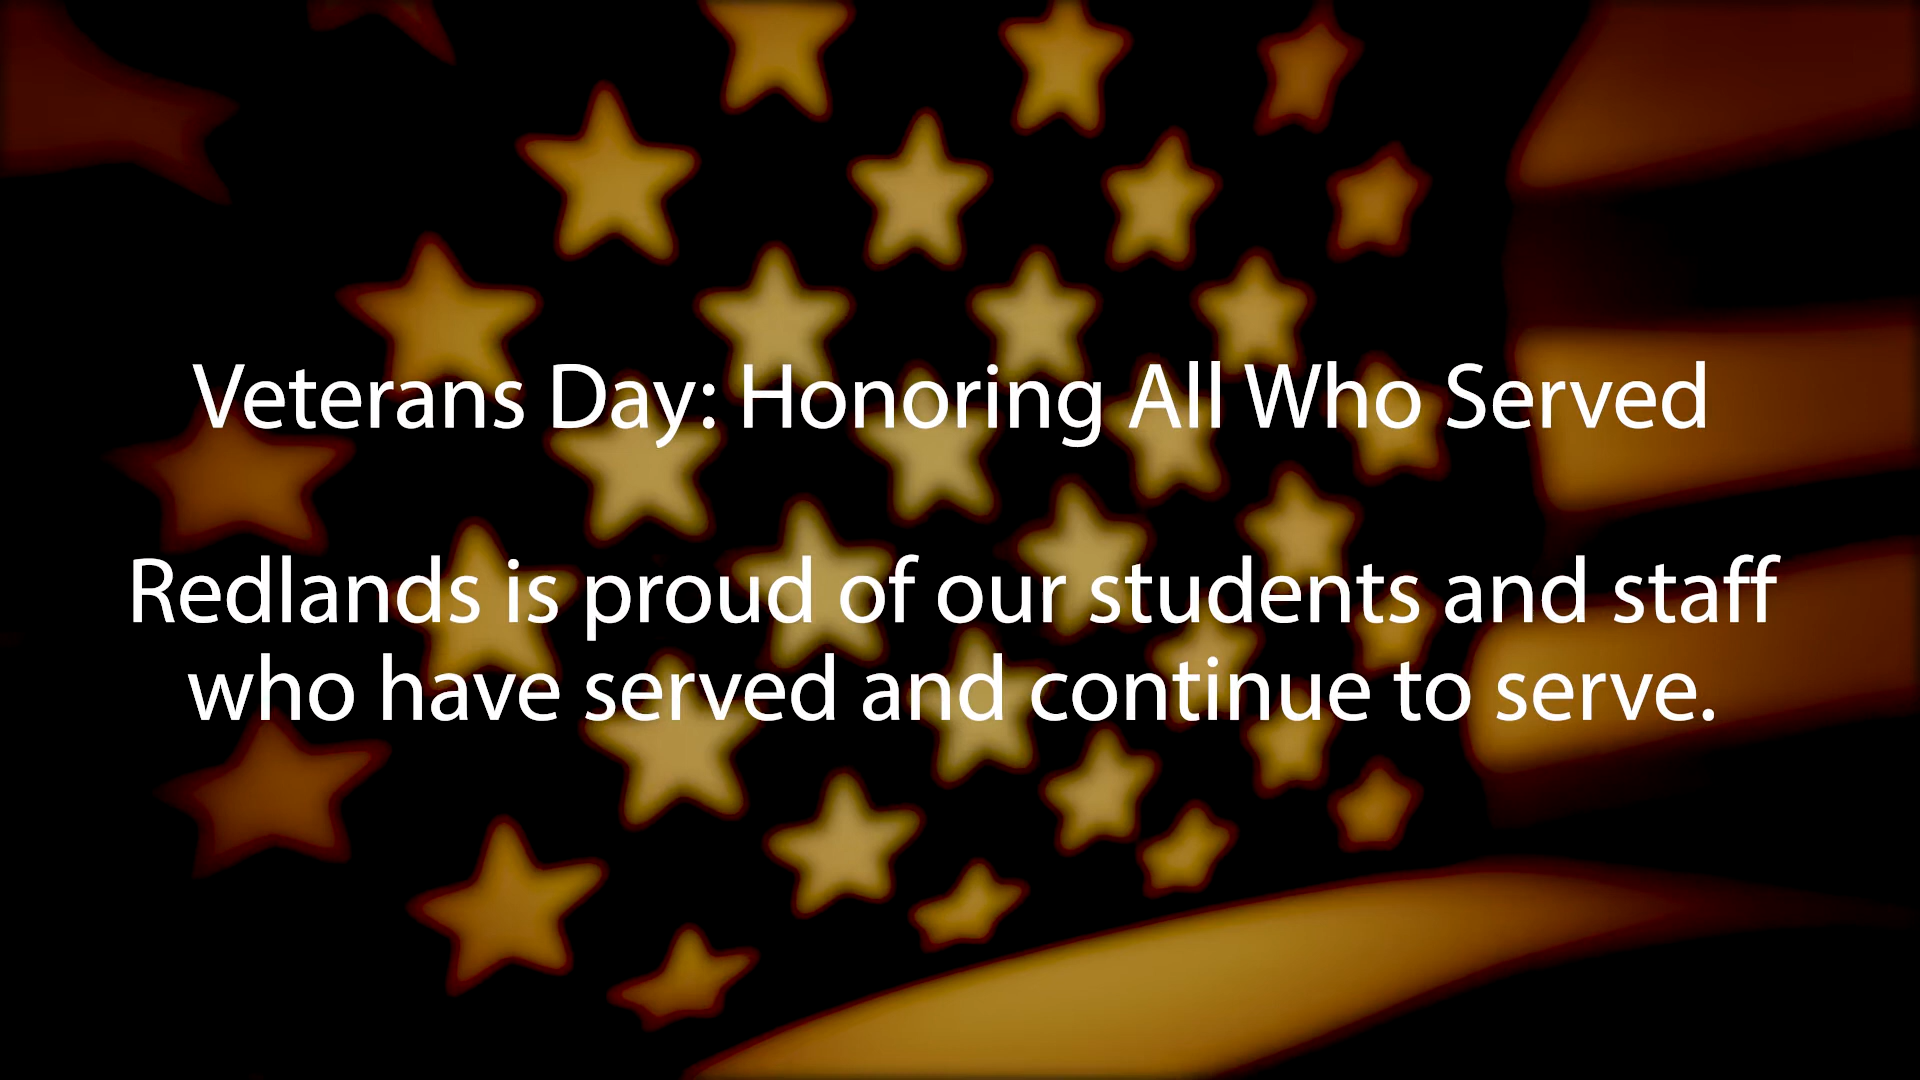 Veterans Day: Honoring All Who Served
Redlands is proud of our students and staff
who have served and continue to serve.